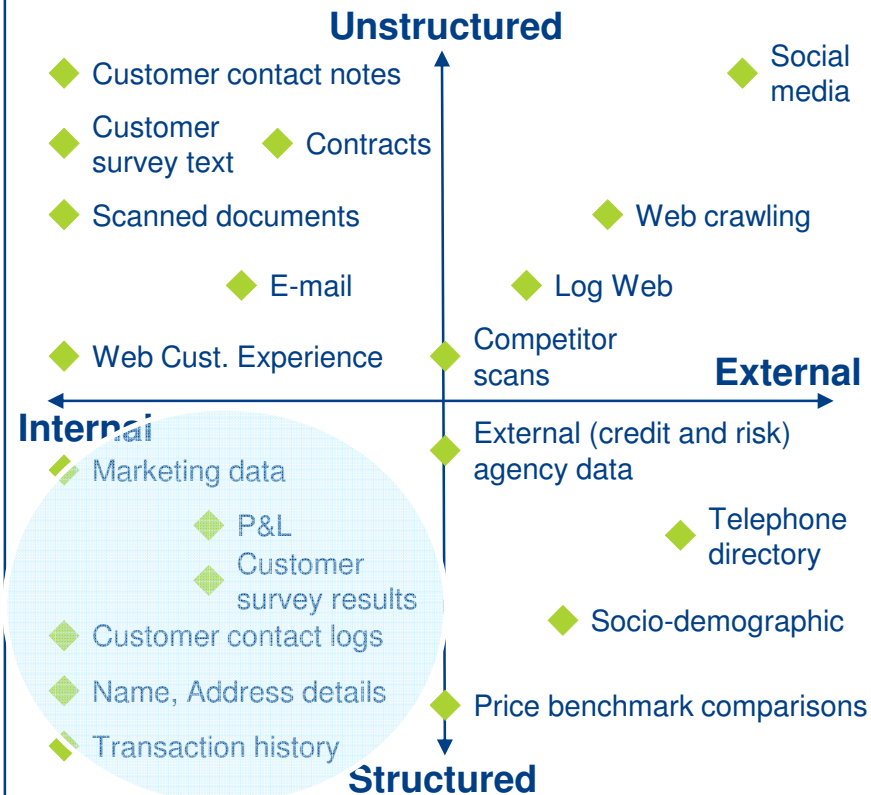 Unstructured
Customer contact notes
Social
media
Customer
survey text
Contracts
Scanned documents
Web crawling
E-mail
Log Web
Web Cust. Experience
Competitor
scans
External
Internal
External (credit and risk)
agency data
Marketing data
P&L
Telephone
directory
Customer
survey results
Customer contact logs
Socio-demographic
Name, Address details
Price benchmark comparisons
Transaction history
Structured